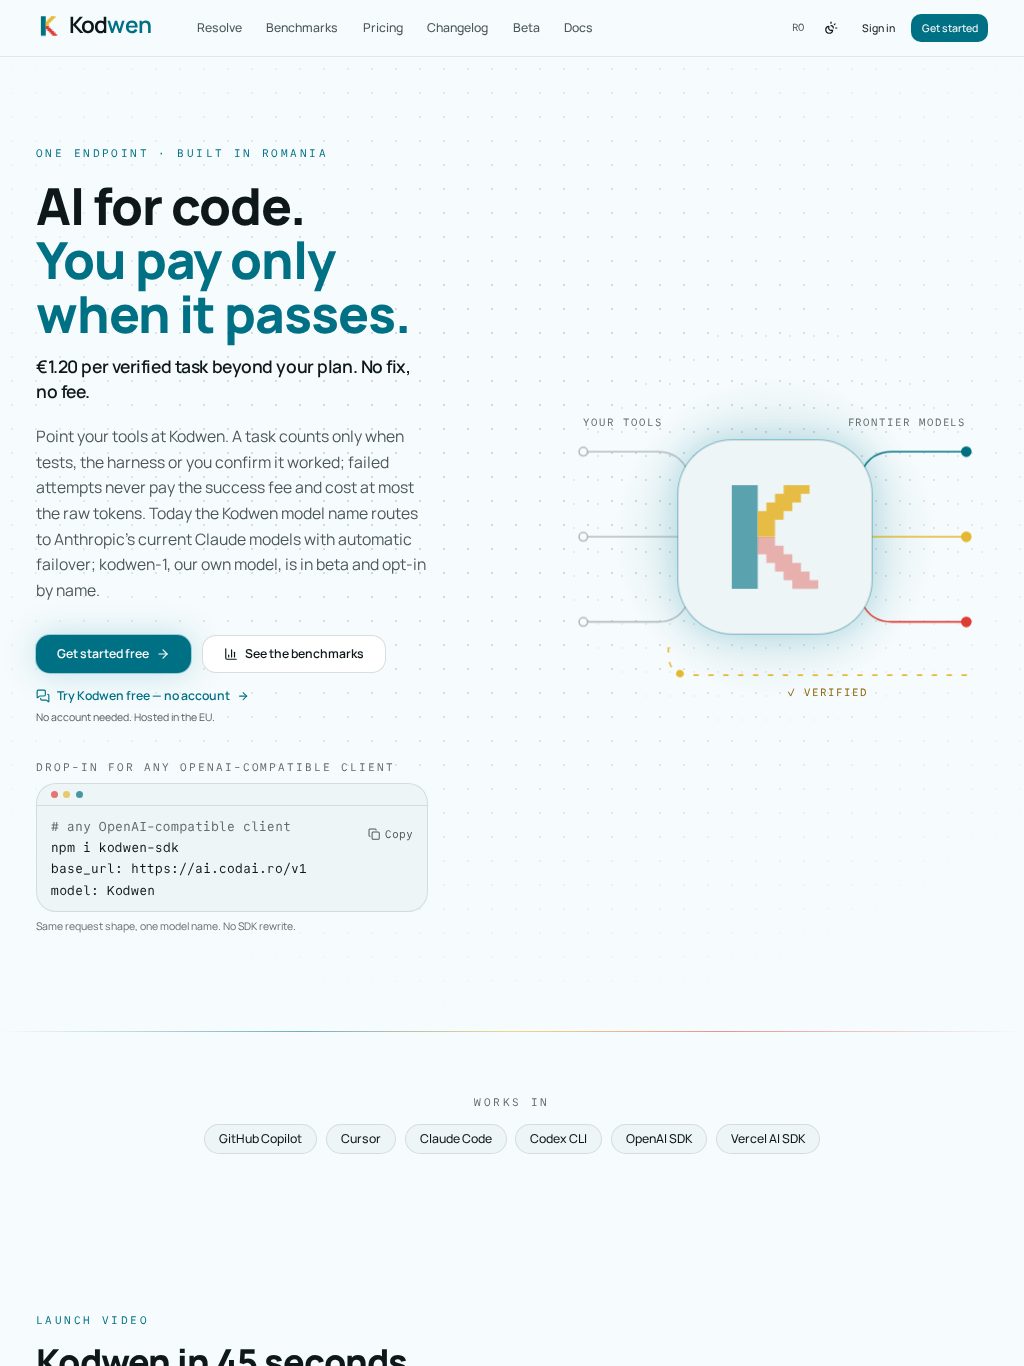 Kodwen
Resolve
Benchmarks
Pricing
Changelog
Beta
Docs
RO
Sign in
Get started
ONE ENDPOINT · BUILT IN ROMANIA
AI for code.
You pay only
when it passes.
€1.20 per verified task beyond your plan. No fix,
no fee.
Point your tools at Kodwen. A task counts only when
tests, the harness or you confirm it worked; failed
attempts never pay the success fee and cost at most
the raw tokens. Today the Kodwen model name routes
to Anthropic's current Claude models with automatic
failover; kodwen-1, our own model, is in beta and opt-in
by name.
Get started free →
See the benchmarks
Try Kodwen free — no account →
No account needed. Hosted in the EU.
YOUR TOOLS
FRONTIER MODELS
✓ VERIFIED
DROP-IN FOR ANY OPENAI-COMPATIBLE CLIENT
# any OpenAI-compatible client
Copy
npm i kodwen-sdk
base_url: https://ai.codai.ro/v1
model: Kodwen
Same request shape, one model name. No SDK rewrite.
WORKS IN
GitHub Copilot
Cursor
Claude Code
Codex CLI
OpenAI SDK
Vercel AI SDK
LAUNCH VIDEO
Kodwen in 45 seconds